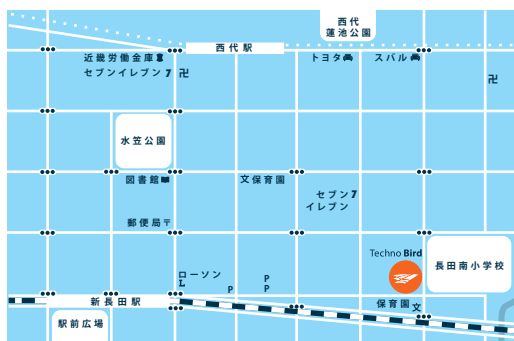 西代
蓮池公園
西代駅
近畿労働金庫
セブンイレブン
トヨタ
スバル
水笠公園
図書館
文保育園
セブン
イレブン
郵便局〒
Techno Bird
長田南小学校
ローソン
L
P
P
P
新長田駅
保育園文
駅前広場